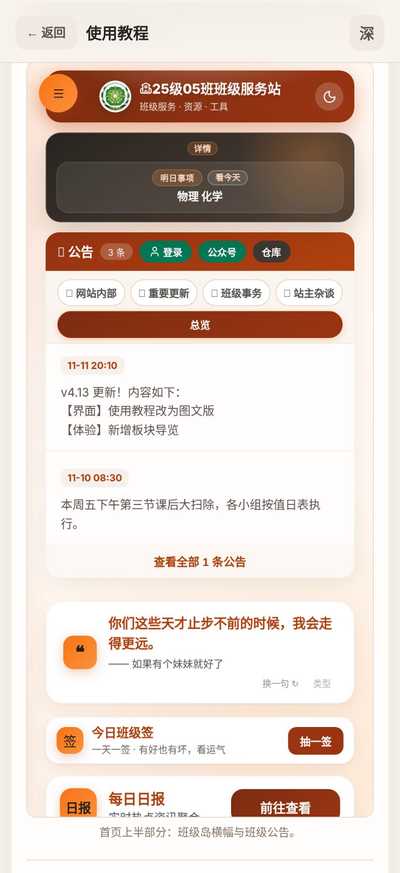 ← 返回 使用教程 深
25级05班班级服务站
班级服务 · 资源 · 工具
详情
明日事项 看今天
物理 化学
公告 3 条 登录 公众号 仓库
网站内部 重要更新 班级事务 站主杂谈
总览
11-11 20:10
v4.13 更新！内容如下：
【界面】使用教程改为图文版
【体验】新增板块导览
11-10 08:30
本周五下午第三节课后大扫除，各小组按值日表执
行。
查看全部 1 条公告
你们这些天才止步不前的时候，我会走
得更远。
—— 如果有个妹妹就好了
换一句 ↻ 类型
签 今日班级签
一天一签 · 有好也有坏，看运气
抽一签
日报 每日日报
实时热点资讯聚合
前往查看
首页上半部分：班级岛横幅与班级公告。